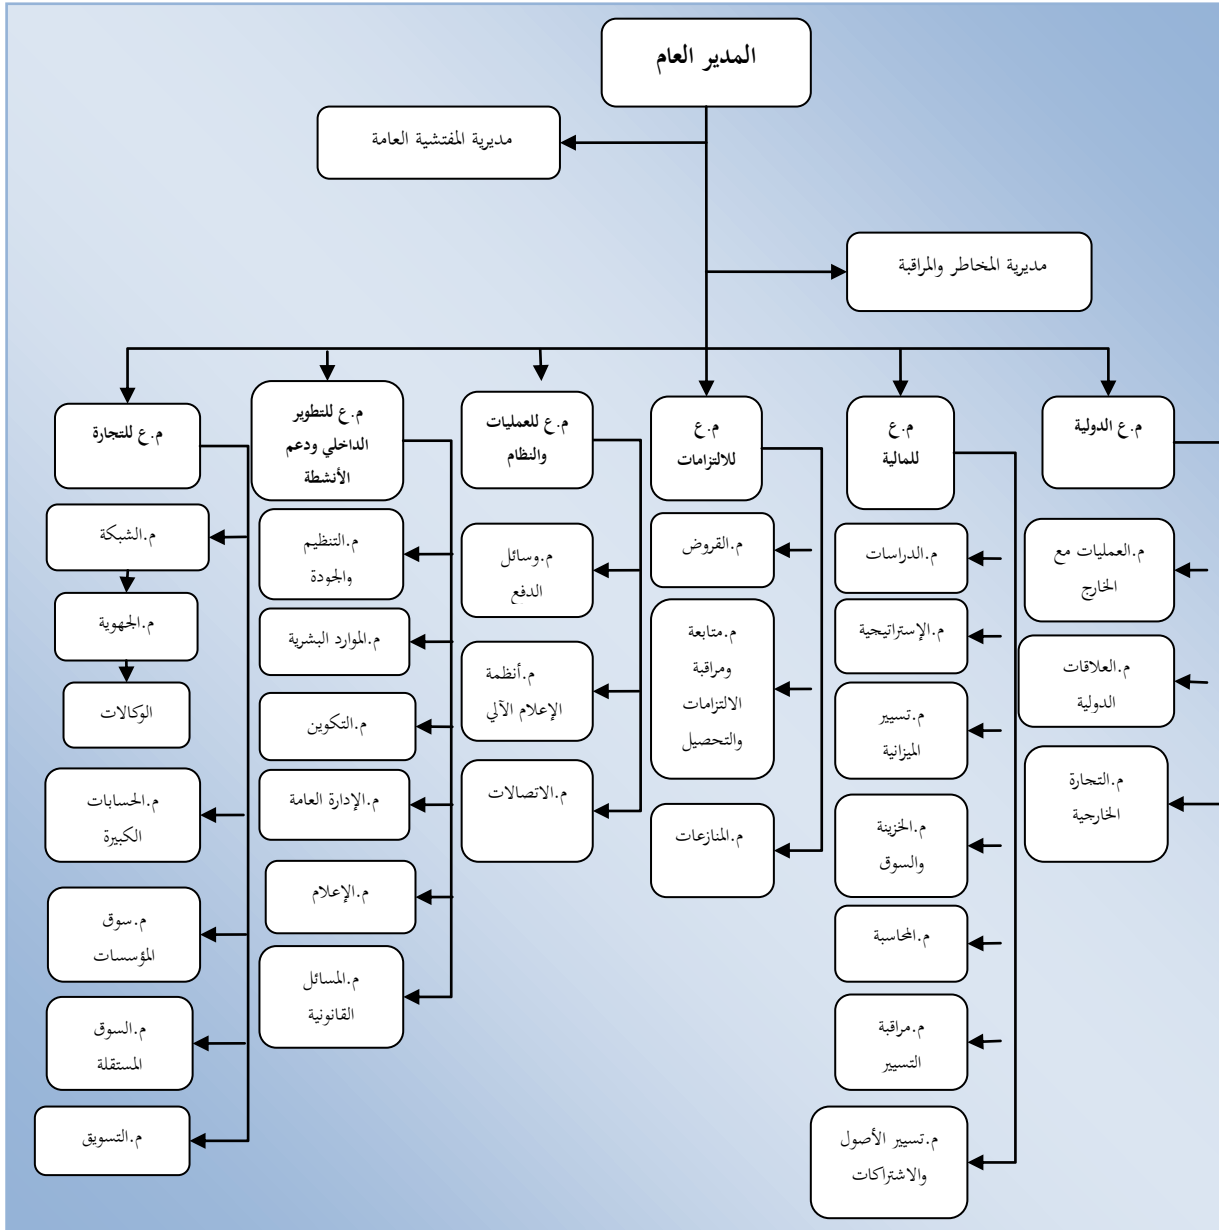 المدير العام
مديرية المفتشية العامة
مديرية المخاطر والمراقبة
م.ع الدولية
م.العمليات مع
الخارج
م.العلاقات
الدولية
م.التجارة
الخارجية
م.ع
للمالية
م.الدراسات
م.الإستراتيجية
م.تسيير
الميزانية
م.الخزينة
والسوق
م.المحاسبة
م.مراقبة
التسيير
م.تسيير الأصول
والاشتراكات
م.ع
للالتزامات
م.القروض
م.متابعة
ومراقبة
الالتزامات
والتحصيل
م.المنازعات
م.ع للعمليات
والنظام
م.وسائل
الدفع
م.أنظمة
الإعلام الآلي
م.الاتصالات
م.ع للتطوير
الداخلي ودعم
الأنشطة
م.التنظيم
والجودة
م.الموارد البشرية
م.التكوين
م.الإدارة العامة
م.الإعلام
م.المسائل
القانونية
م.ع للتجارة
م.الشبكة
م.الجهوية
الوكالات
م.الحسابات
الكبيرة
م.سوق
المؤسسات
م.السوق
المستقلة
م.التسويق